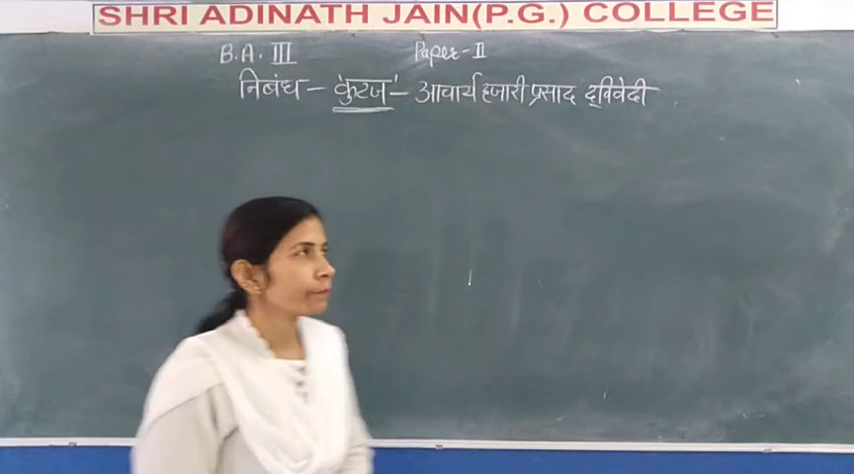 SHRI ADINATH JAIN(P.G.) COLLEGE
B.A. III Paper-II
निबंध - 'कुटज' - आचार्य हजारी प्रसाद द्विवेदी